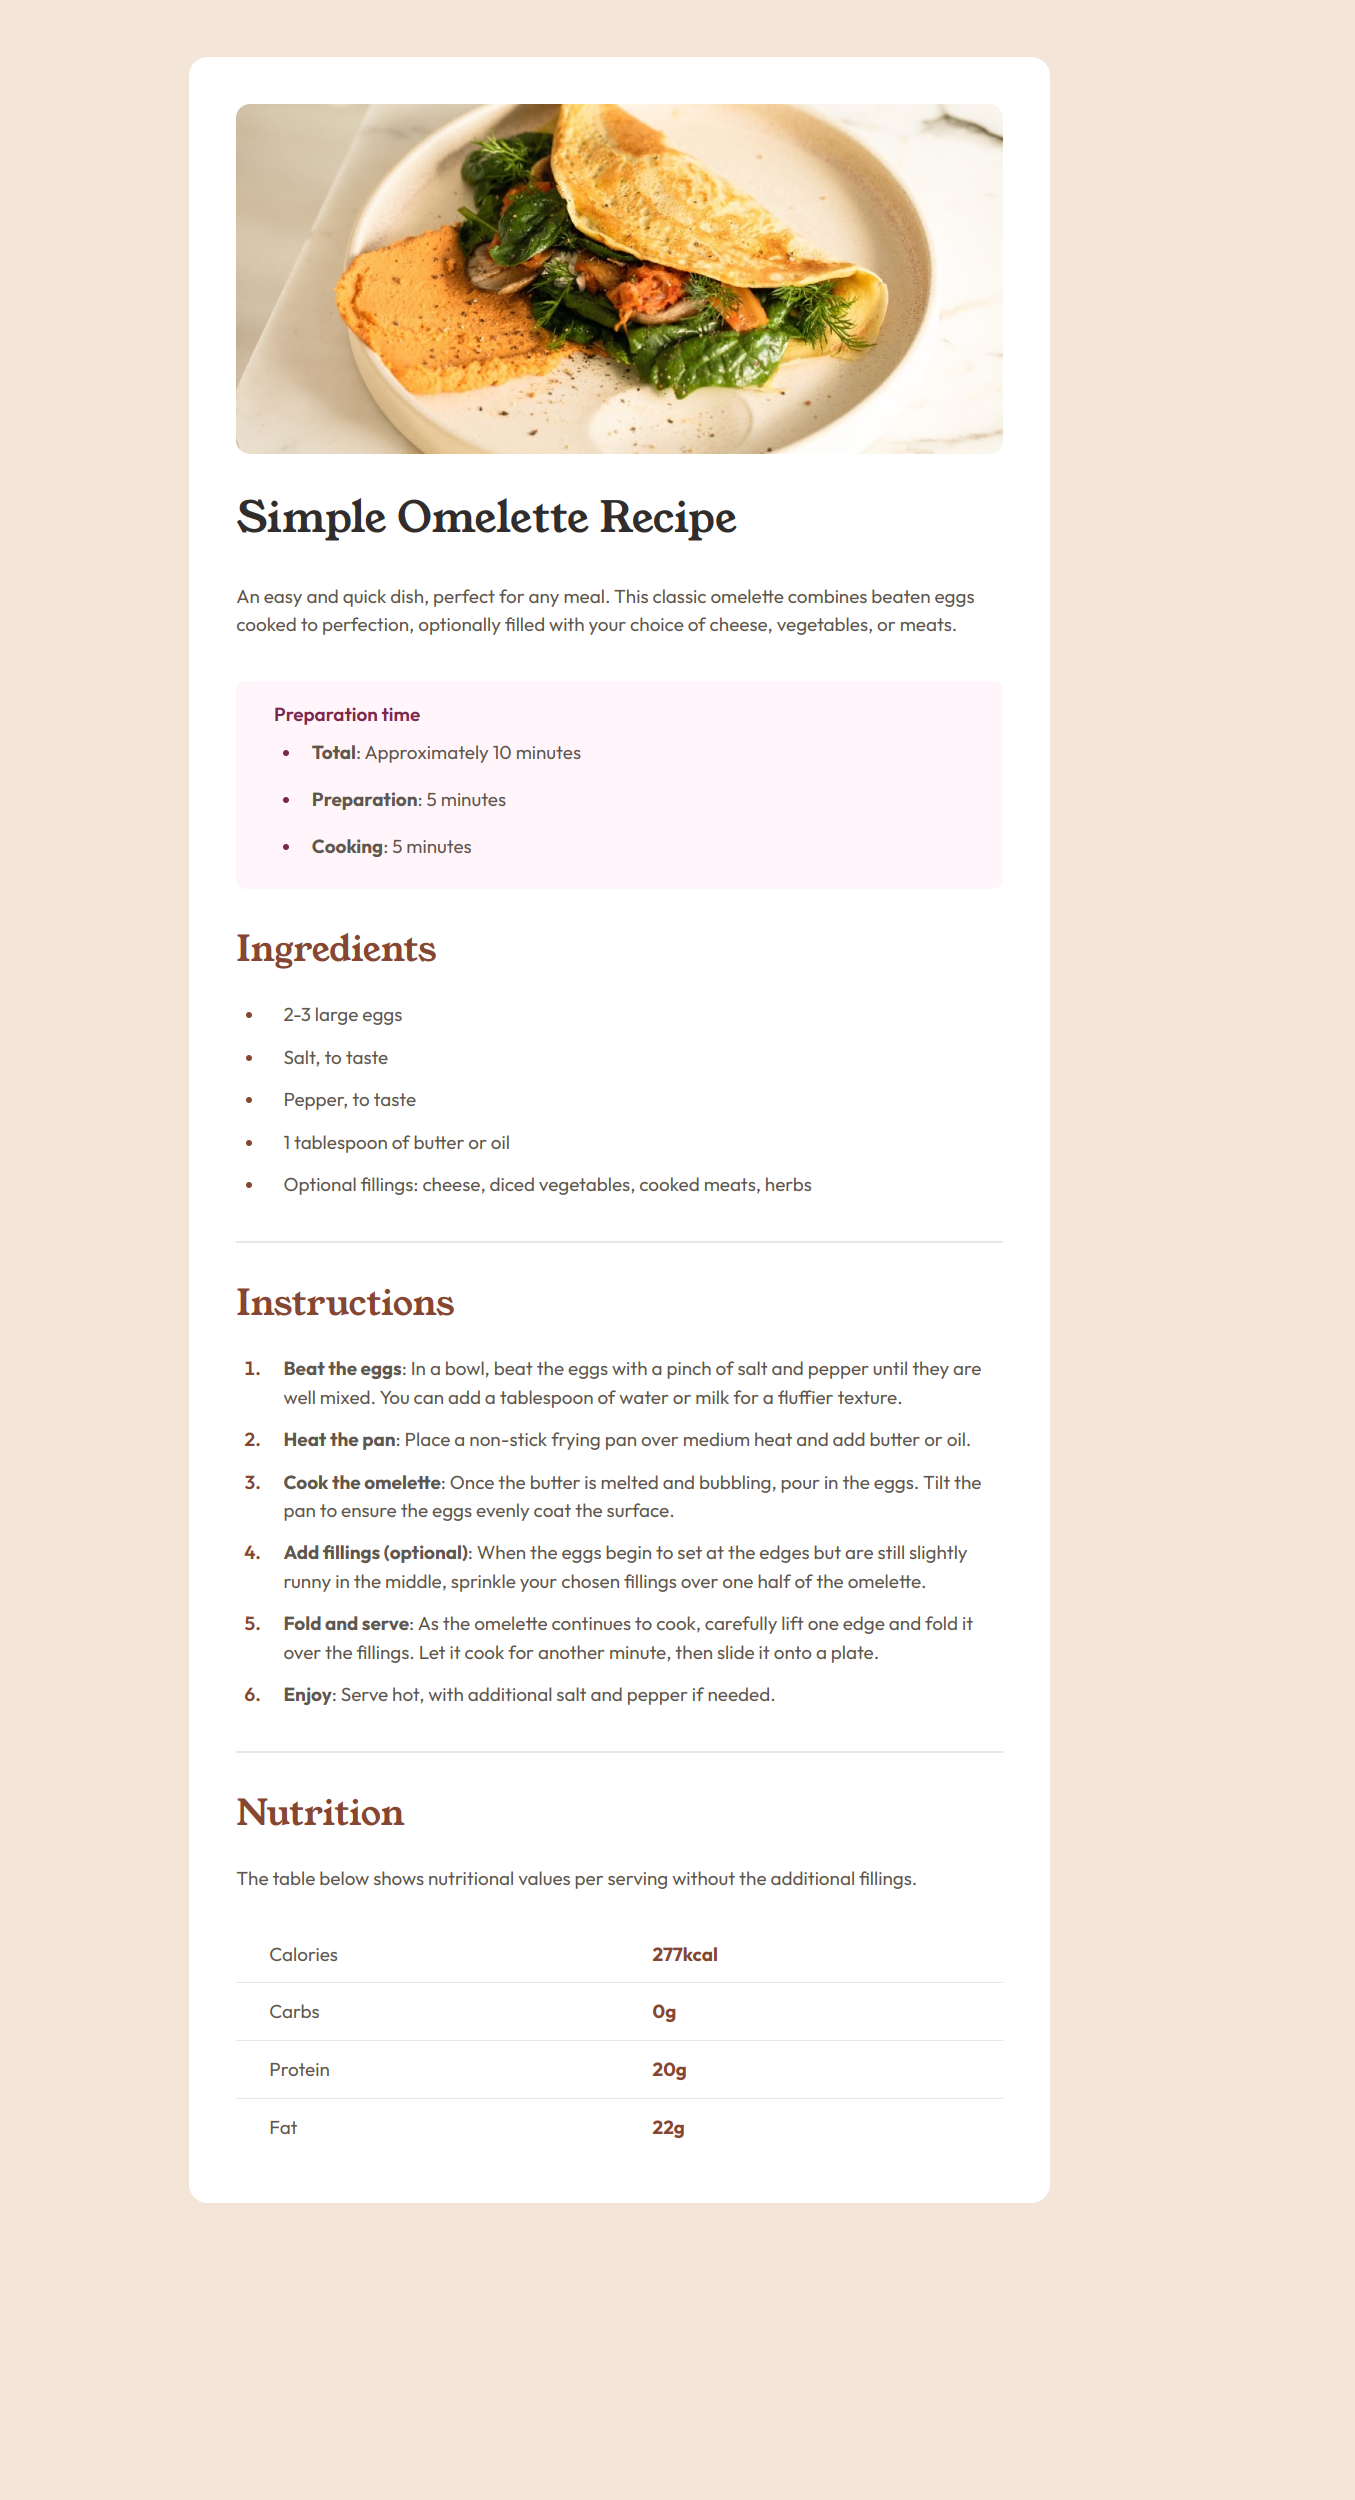 Simple Omelette Recipe
An easy and quick dish, perfect for any meal. This classic omelette combines beaten eggs
cooked to perfection, optionally filled with your choice of cheese, vegetables, or meats.
Preparation time
• Total: Approximately 10 minutes
• Preparation: 5 minutes
• Cooking: 5 minutes
Ingredients
• 2-3 large eggs
• Salt, to taste
• Pepper, to taste
• 1 tablespoon of butter or oil
• Optional fillings: cheese, diced vegetables, cooked meats, herbs
Instructions
1. Beat the eggs: In a bowl, beat the eggs with a pinch of salt and pepper until they are
well mixed. You can add a tablespoon of water or milk for a fluffier texture.
2. Heat the pan: Place a non-stick frying pan over medium heat and add butter or oil.
3. Cook the omelette: Once the butter is melted and bubbling, pour in the eggs. Tilt the
pan to ensure the eggs evenly coat the surface.
4. Add fillings (optional): When the eggs begin to set at the edges but are still slightly
runny in the middle, sprinkle your chosen fillings over one half of the omelette.
5. Fold and serve: As the omelette continues to cook, carefully lift one edge and fold it
over the fillings. Let it cook for another minute, then slide it onto a plate.
6. Enjoy: Serve hot, with additional salt and pepper if needed.
Nutrition
The table below shows nutritional values per serving without the additional fillings.
Calories 277kcal
Carbs 0g
Protein 20g
Fat 22g